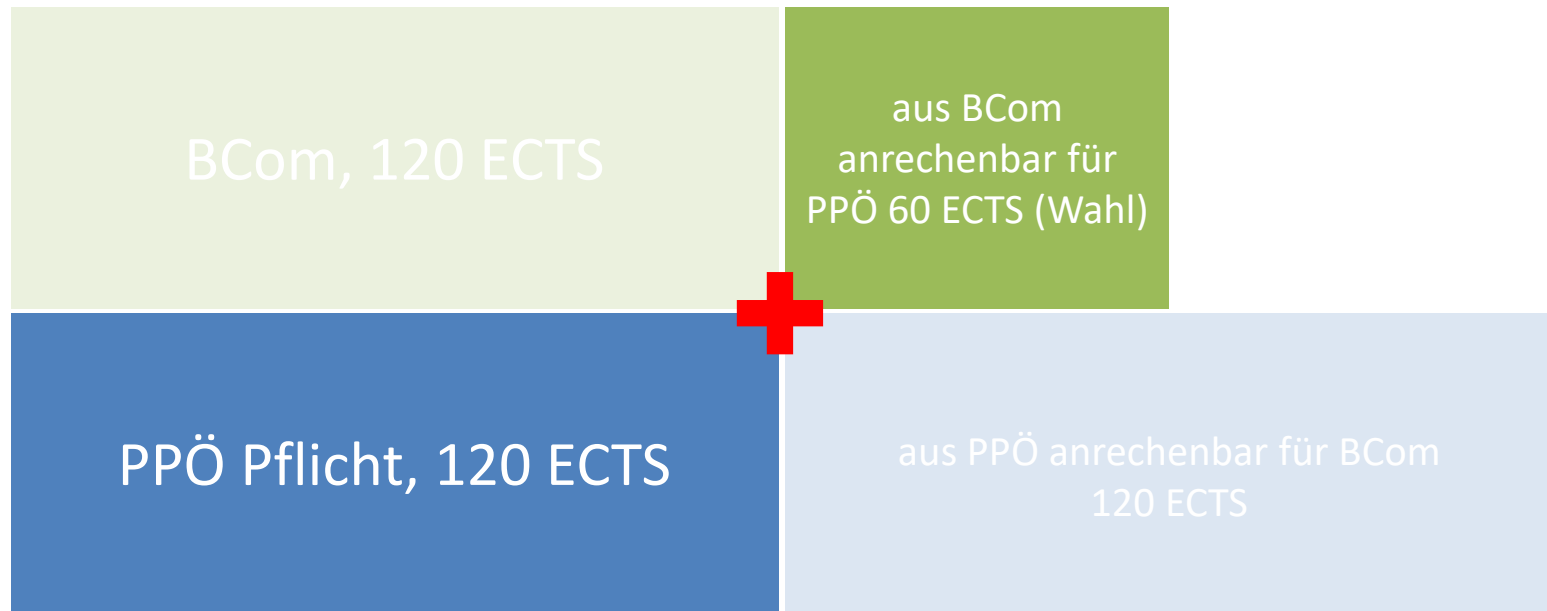 BCom, 120 ECTS
aus BCom
anrechenbar für
PPÖ 60 ECTS (Wahl)
PPÖ Pflicht, 120 ECTS
aus PPÖ anrechenbar für BCom
120 ECTS